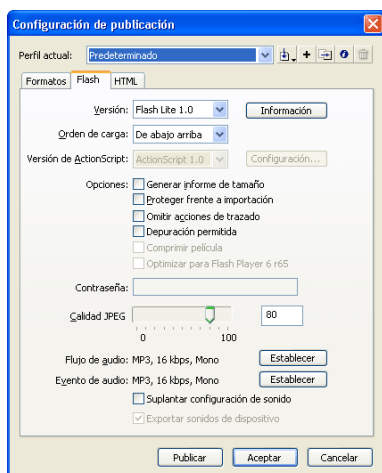 Configuración de publicación
Perfil actual: Predeterminado
Formatos Flash HTML
Versión: Flash Lite 1.0 Información
Orden de carga: De abajo arriba
Versión de ActionScript: ActionScript 1.0 Configuración...
Opciones: Generar informe de tamaño
Proteger frente a importación
Omitir acciones de trazado
Depuración permitida
Comprimir película
Optimizar para Flash Player 6 r65
Contraseña:
Calidad JPEG 80
0 100
Flujo de audio: MP3, 16 kbps, Mono Establecer
Evento de audio: MP3, 16 kbps, Mono Establecer
Suplantar configuración de sonido
Exportar sonidos de dispositivo
Publicar Aceptar Cancelar